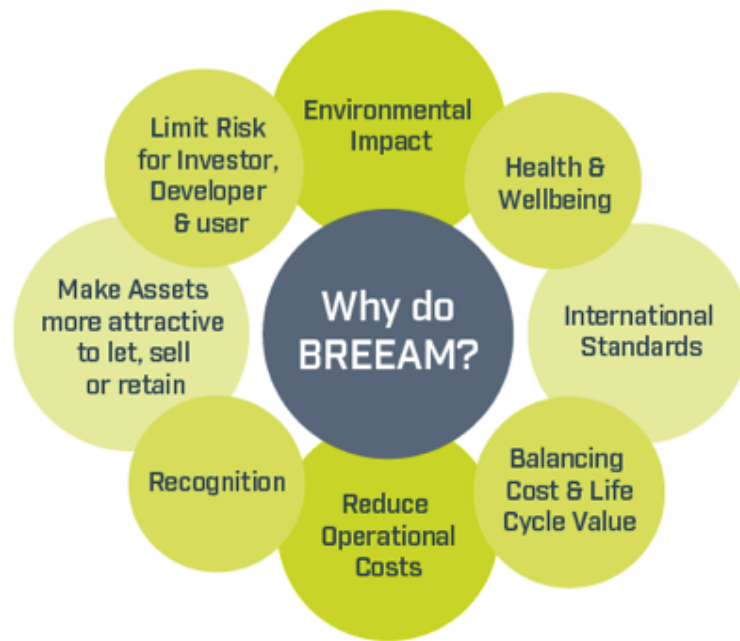 Why do
BREEAM?
Environmental
Impact
Health &
Wellbeing
International
Standards
Balancing
Cost & Life
Cycle Value
Reduce
Operational
Costs
Recognition
Make Assets
more attractive
to let, sell
or retain
Limit Risk
for Investor,
Developer
& user